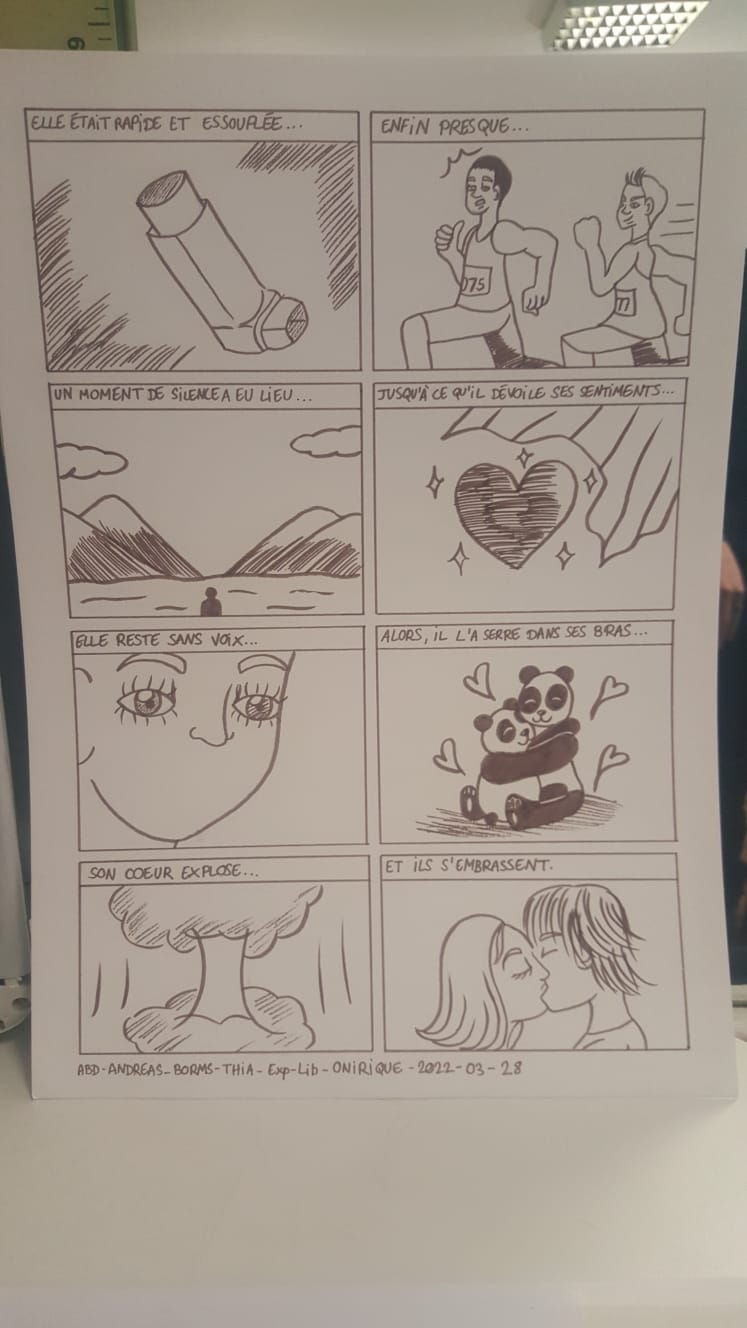 ELLE ÉTAIT RAPIDE ET ESSOUFLÉE...
ENFIN PRESQUE...
075
77
UN MOMENT DE SILENCE A EU LIEU...
JUSQU'À CE QU'IL DÉVOILE SES SENTIMENTS...
ELLE RESTE SANS VOIX...
ALORS, IL L'A SERRE DANS SES BRAS...
SON COEUR EXPLOSE...
ET ILS S'EMBRASSENT.
ABD-ANDREAS-BORMS-THIA-Exp-Lib-ONIRIQUE-2022-03-28